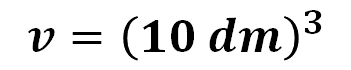 v = (10 dm)³